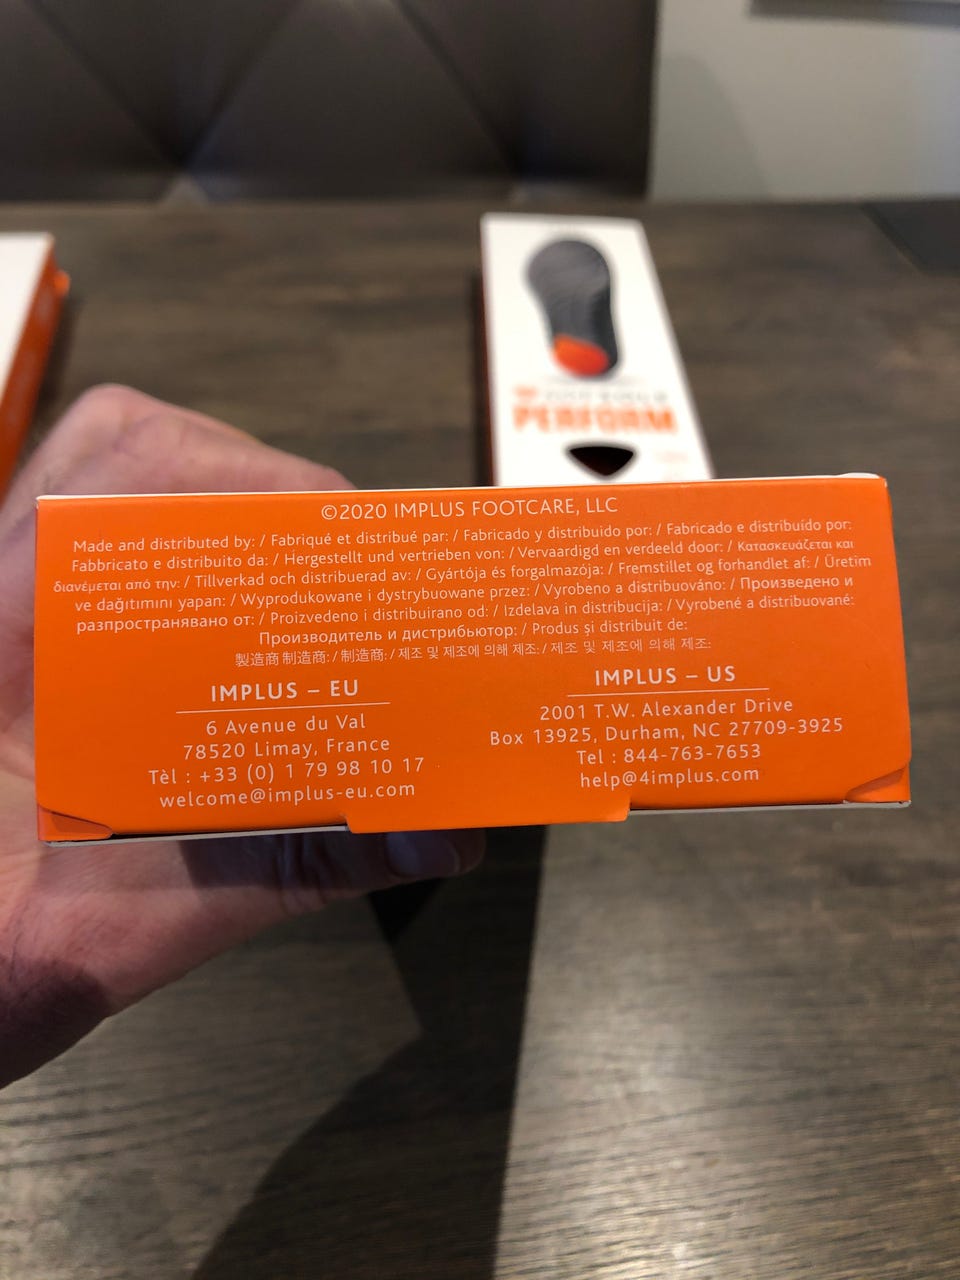 PERFORM
©2020 IMPLUS FOOTCARE, LLC
Made and distributed by: / Fabriqué et distribué par: / Fabricado y distribuido por: / Fabricado e distribuído por:
Fabbricato e distribuito da: / Hergestellt und vertrieben von: / Vervaardigd en verdeeld door: / Κατασκευάζεται και
διανέμεται από την: / Tillverkad och distribuerad av: / Gyártója és forgalmazója: / Fremstillet og forhandlet af: / Üretim
ve dağıtımını yapan: / Wyprodukowane i dystrybuowane przez: / Vyrobeno a distribuováno: / Произведено и
разпространявано от: / Proizvedeno i distribuirano od: / Izdelava in distribucija: / Vyrobené a distribuované:
Производитель и дистрибьютор: / Produs și distribuit de:
製造商 制造商: / 制造商: / 제조 및 제조에 의해 제조: / 제조 및 제조에 의해 제조:
IMPLUS – EU
6 Avenue du Val
78520 Limay, France
Tèl : +33 (0) 1 79 98 10 17
welcome@implus-eu.com
IMPLUS – US
2001 T.W. Alexander Drive
Box 13925, Durham, NC 27709-3925
Tel : 844-763-7653
help@4implus.com